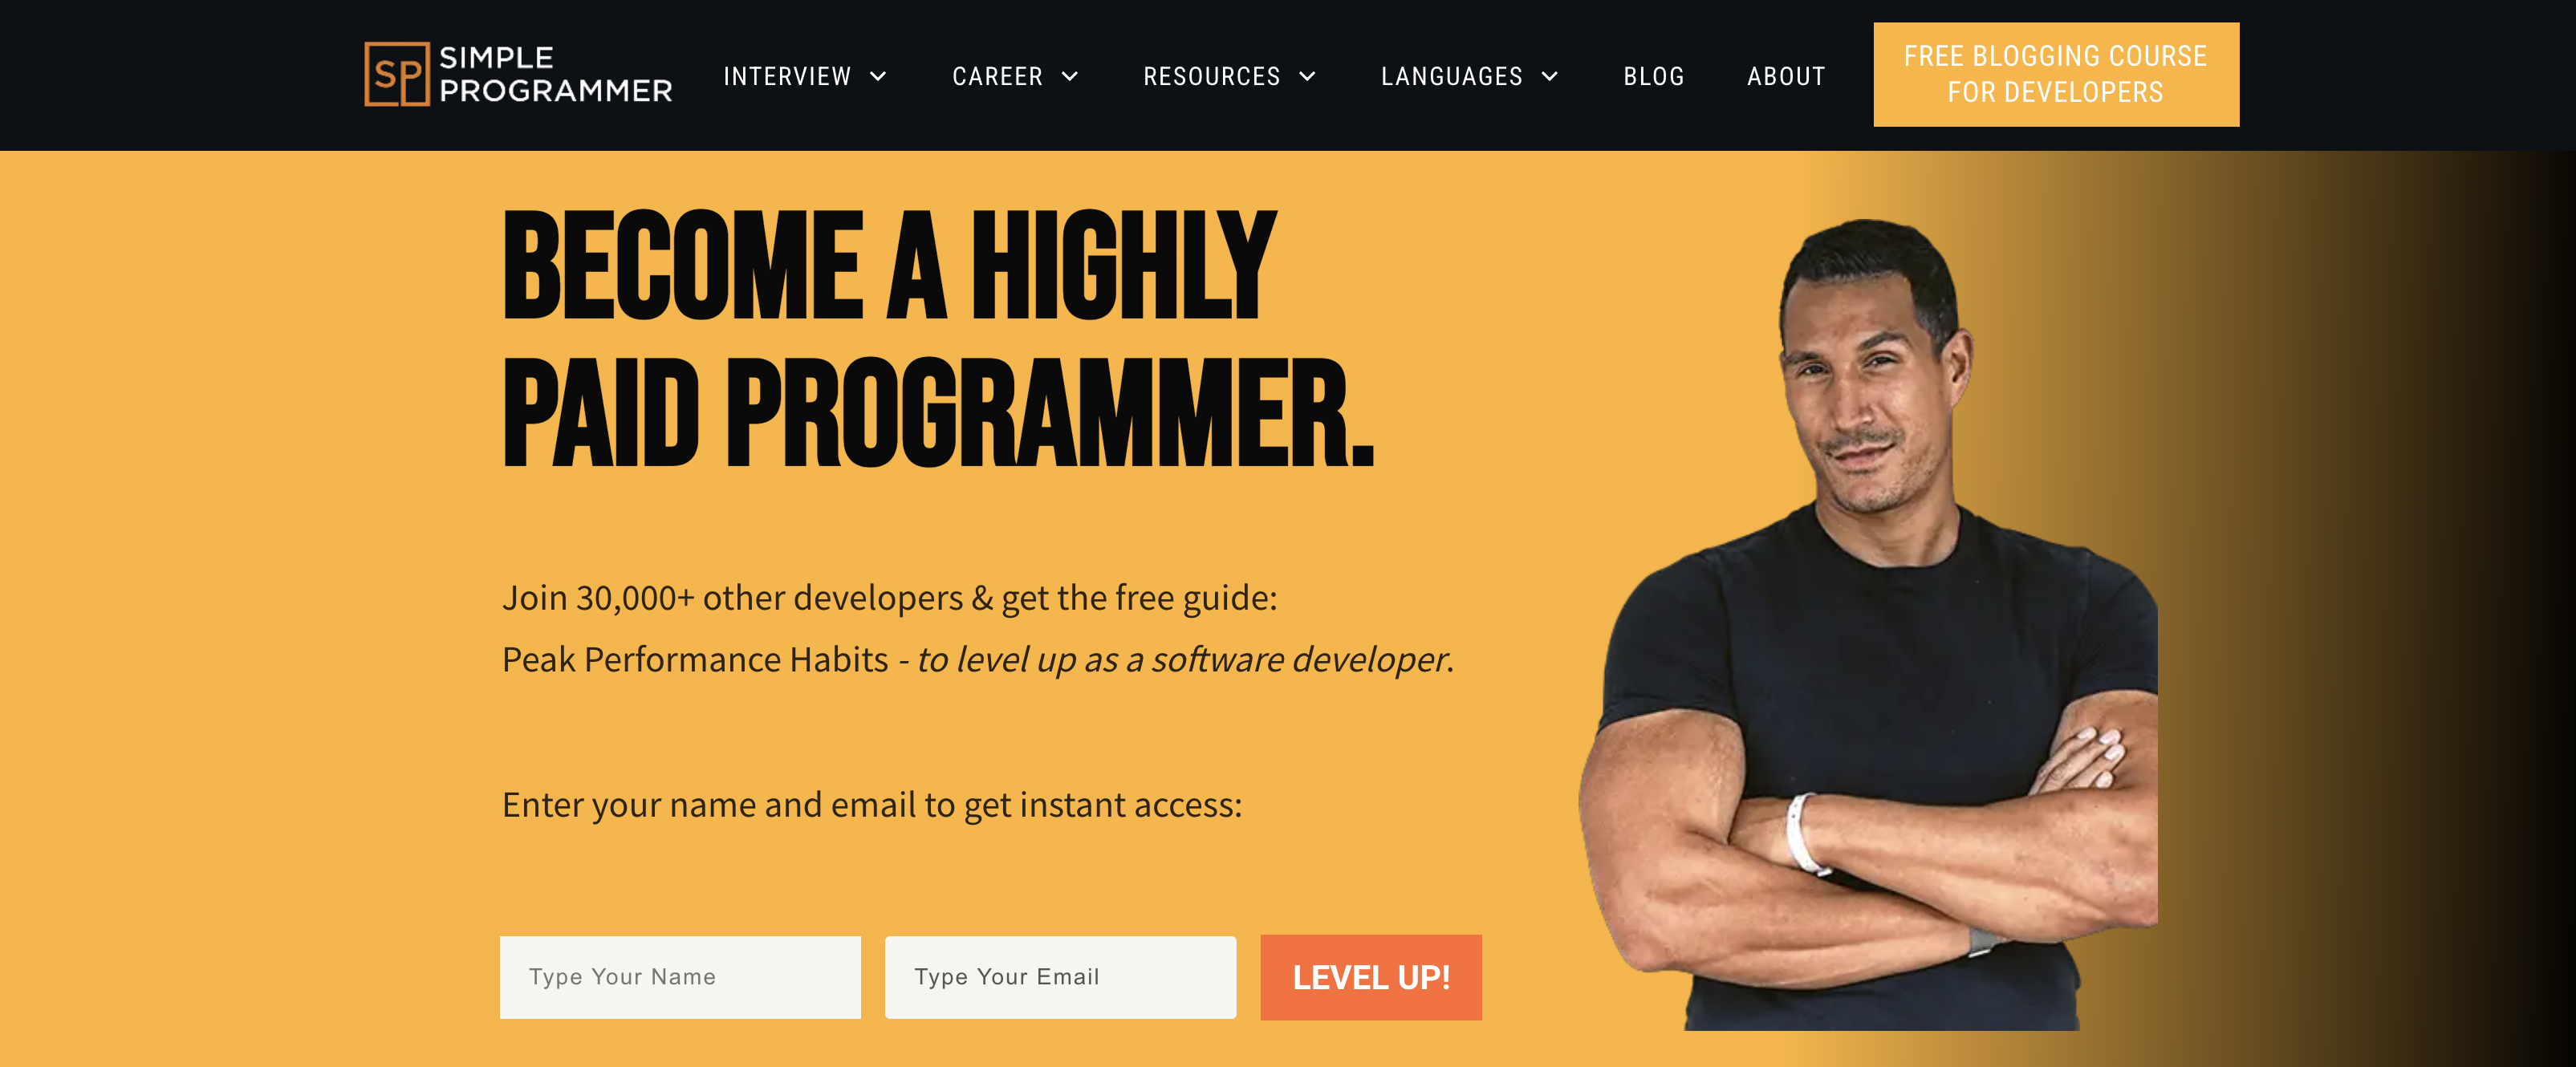 SP
SIMPLE
PROGRAMMER
INTERVIEW
CAREER
RESOURCES
LANGUAGES
BLOG
ABOUT
FREE BLOGGING COURSE
FOR DEVELOPERS
BECOME A HIGHLY
PAID PROGRAMMER.
Join 30,000+ other developers & get the free guide:
Peak Performance Habits - to level up as a software developer.
Enter your name and email to get instant access:
Type Your Name
Type Your Email
LEVEL UP!